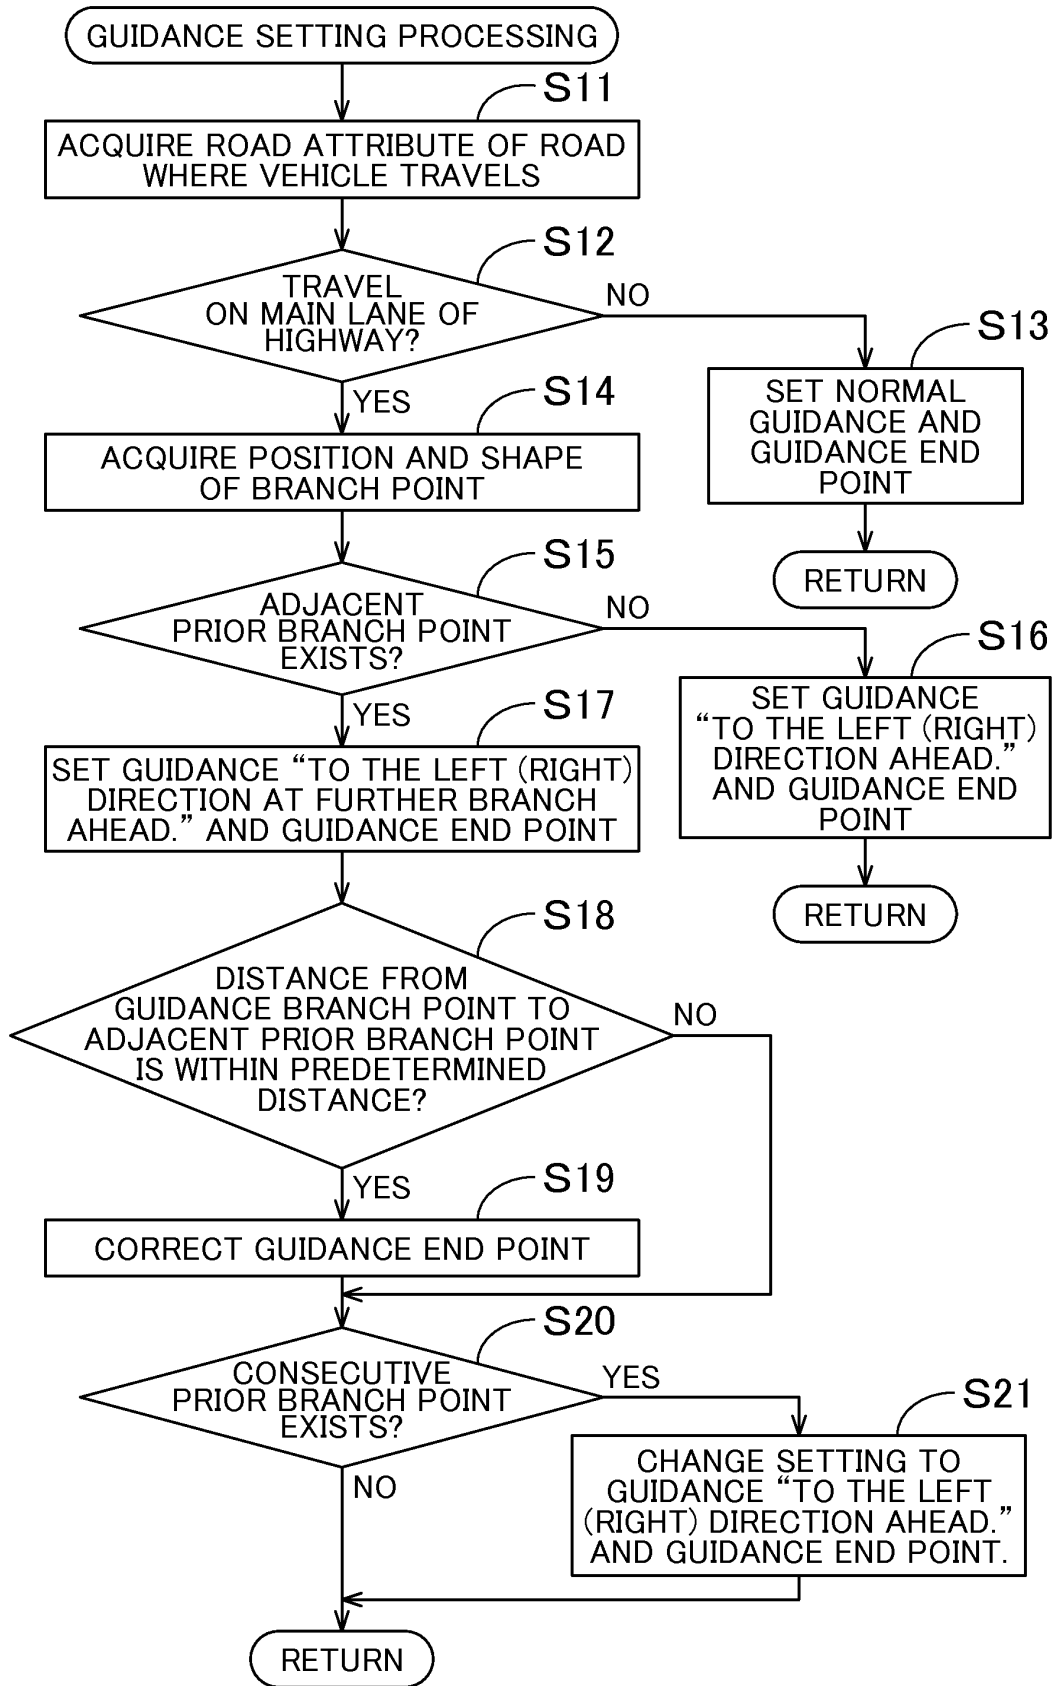 GUIDANCE SETTING PROCESSING
S11
ACQUIRE ROAD ATTRIBUTE OF ROAD
WHERE VEHICLE TRAVELS
S12
TRAVEL
ON MAIN LANE OF
HIGHWAY?
NO
YES
S13
SET NORMAL
GUIDANCE AND
GUIDANCE END
POINT
RETURN
S14
ACQUIRE POSITION AND SHAPE
OF BRANCH POINT
S15
ADJACENT
PRIOR BRANCH POINT
EXISTS?
NO
YES
S16
SET GUIDANCE
“TO THE LEFT (RIGHT)
DIRECTION AHEAD.”
AND GUIDANCE END
POINT
RETURN
S17
SET GUIDANCE “TO THE LEFT (RIGHT)
DIRECTION AT FURTHER BRANCH
AHEAD.” AND GUIDANCE END POINT
S18
DISTANCE FROM
GUIDANCE BRANCH POINT TO
ADJACENT PRIOR BRANCH POINT
IS WITHIN PREDETERMINED
DISTANCE?
NO
YES
S19
CORRECT GUIDANCE END POINT
S20
CONSECUTIVE
PRIOR BRANCH POINT
EXISTS?
YES
NO
S21
CHANGE SETTING TO
GUIDANCE “TO THE LEFT
(RIGHT) DIRECTION AHEAD.”
AND GUIDANCE END POINT.
RETURN